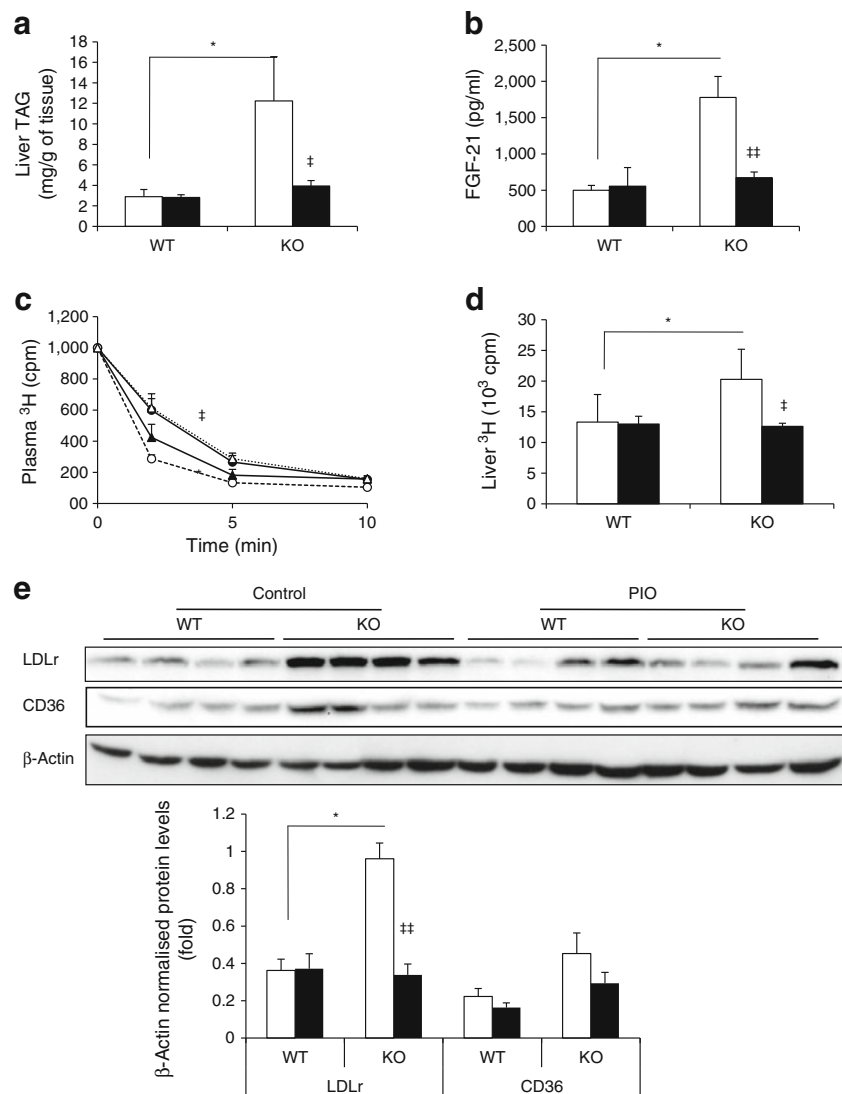 a
Liver TAG
(mg/g of tissue)
18
16
14
12
10
8
6
4
2
0
*
‡
WT
KO
b
FGF-21 (pg/ml)
2,500
2,000
1,500
1,000
500
00
*
‡‡
WT
KO
c
Plasma ³H (cpm)
1,000
1,200
800
600
400
200
00
‡
*
0
5
10
Time (min)
d
Liver ³H (10³ cpm)
30
25
20
15
10
5
0
*
‡
WT
KO
e
Control
PIO
WT
KO
WT
KO
LDLr
CD36
β-Actin
β-Actin normalised protein levels
(fold)
1.2
1
0.8
0.6
0.4
0.2
0
*
‡‡
WT
KO
WT
KO
LDLr
CD36